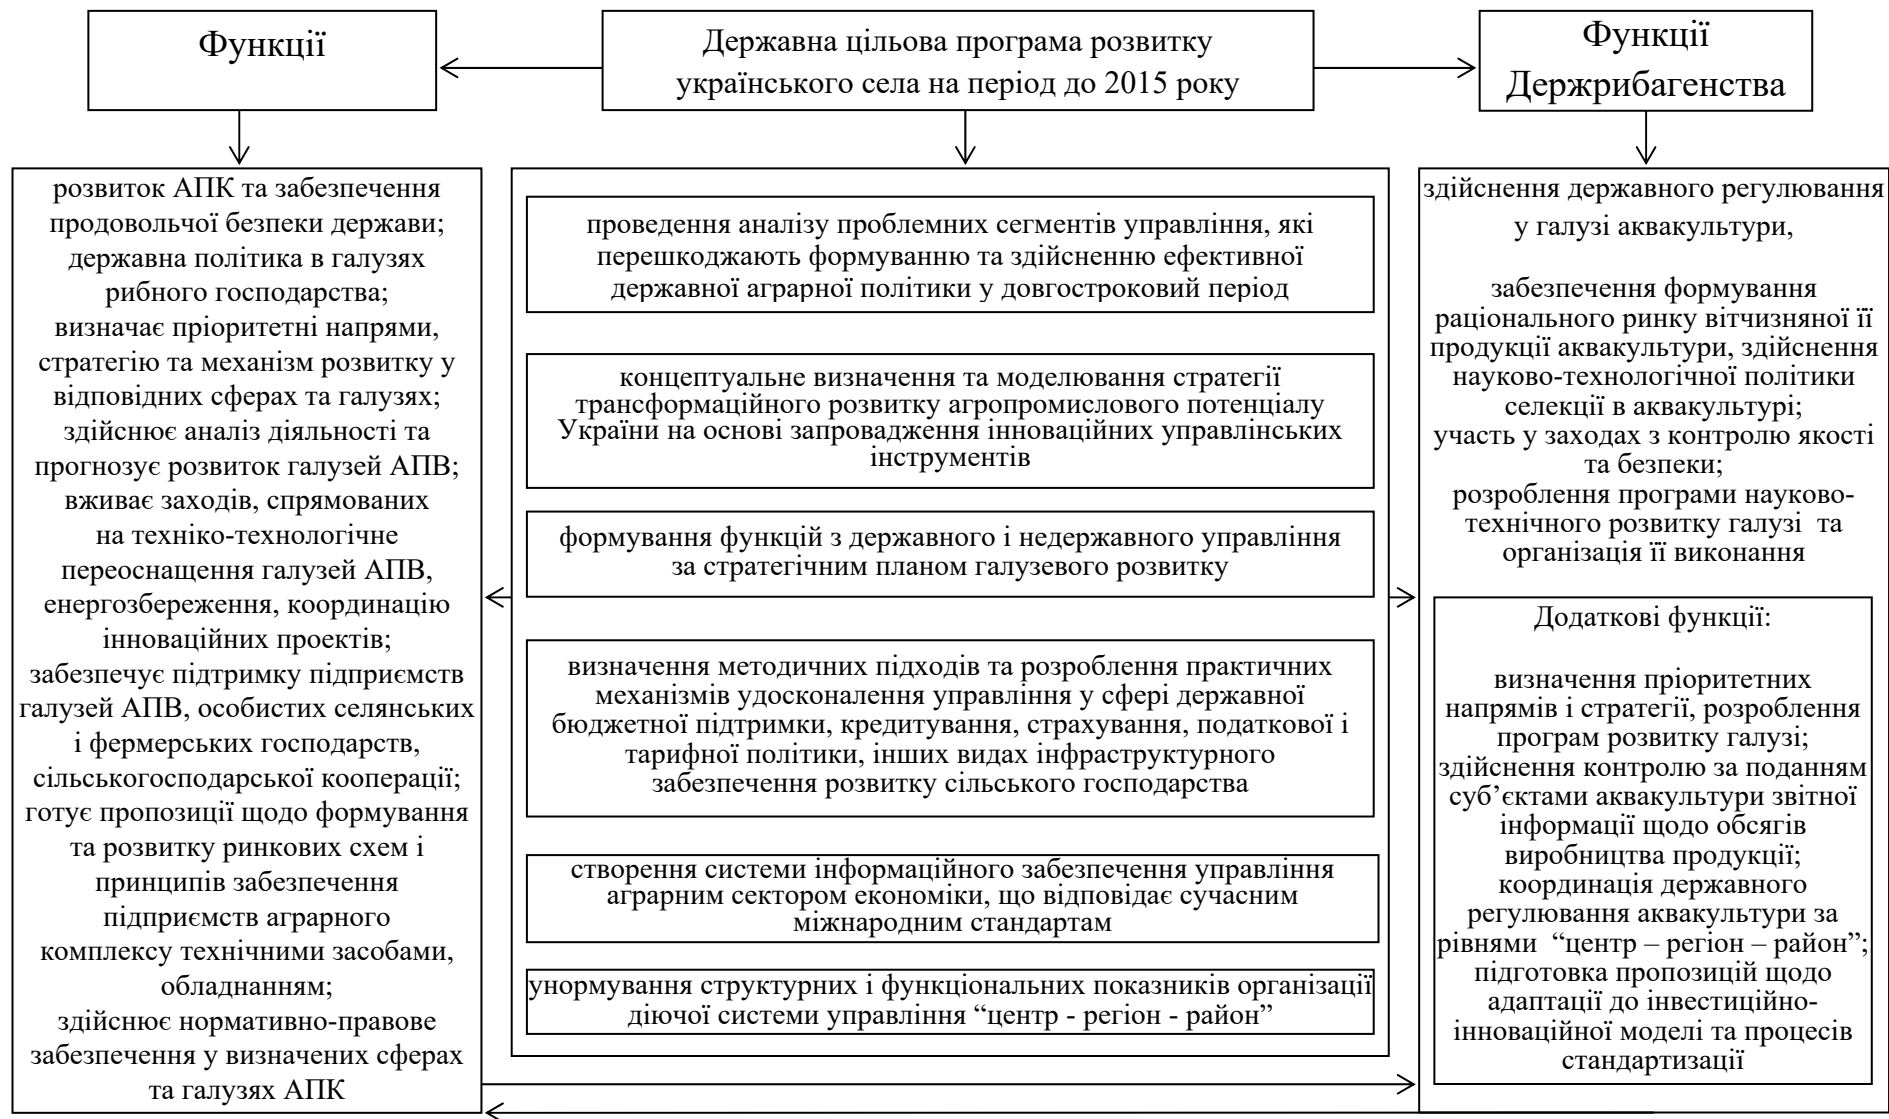 Функції
Державна цільова програма розвитку
українського села на період до 2015 року
Функції
Держрибагенства
розвиток АПК та забезпечення
продовольчої безпеки держави;
державна політика в галузях
рибного господарства;
визначає пріоритетні напрями,
стратегію та механізм розвитку у
відповідних сферах та галузях;
здійснює аналіз діяльності та
прогнозує розвиток галузей АПВ;
вживає заходів, спрямованих
на техніко-технологічне
переоснащення галузей АПВ,
енергозбереження, координацію
інноваційних проектів;
забезпечує підтримку підприємств
галузей АПВ, особистих селянських
і фермерських господарств,
сільськогосподарської кооперації;
готує пропозиції щодо формування
та розвитку ринкових схем і
принципів забезпечення
підприємств аграрного
комплексу технічними засобами,
обладнанням;
здійснює нормативно-правове
забезпечення у визначених сферах
та галузях АПК
проведення аналізу проблемних сегментів управління, які
перешкоджають формуванню та здійсненню ефективної
державної аграрної політики у довгостроковий період
концептуальне визначення та моделювання стратегії
трансформаційного розвитку агропромислового потенціалу
України на основі запровадження інноваційних управлінських
інструментів
формування функцій з державного і недержавного управління
за стратегічним планом галузевого розвитку
визначення методичних підходів та розроблення практичних
механізмів удосконалення управління у сфері державної
бюджетної підтримки, кредитування, страхування, податкової і
тарифної політики, інших видах інфраструктурного
забезпечення розвитку сільського господарства
створення системи інформаційного забезпечення управління
аграрним сектором економіки, що відповідає сучасним
міжнародним стандартам
унормування структурних і функціональних показників організації
діючої системи управління “центр - регіон - район”
здійснення державного регулювання
у галузі аквакультури,
забезпечення формування
раціонального ринку вітчизняної її
продукції аквакультури, здійснення
науково-технологічної політики
селекції в аквакультурі;
участь у заходах з контролю якості
та безпеки;
розроблення програми науково-
технічного розвитку галузі та
організація її виконання
Додаткові функції:
визначення пріоритетних
напрямів і стратегії, розроблення
програм розвитку галузі;
здійснення контролю за поданням
суб’єктами аквакультури звітної
інформації щодо обсягів
виробництва продукції;
координація державного
регулювання аквакультури за
рівнями “центр – регіон – район”;
підготовка пропозицій щодо
адаптації до інвестиційно-
інноваційної моделі та процесів
стандартизації